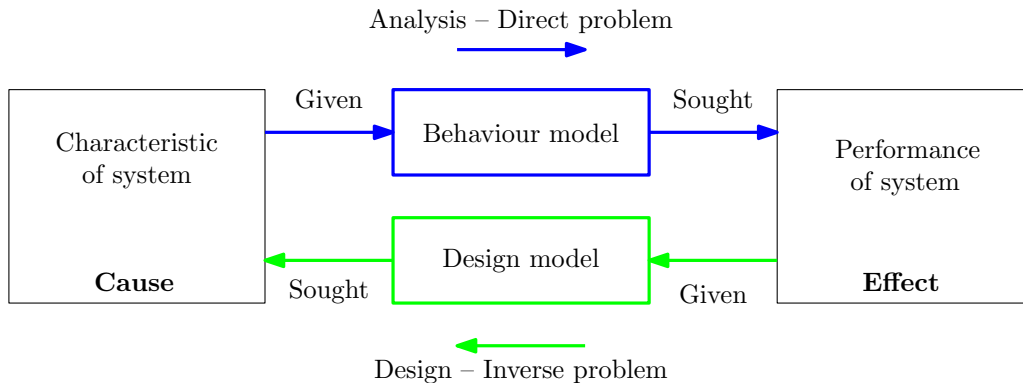 Analysis – Direct problem
Given
Sought
Characteristic
of system
Behaviour model
Performance
of system
Design model
Cause
Sought
Given
Effect
Design – Inverse problem